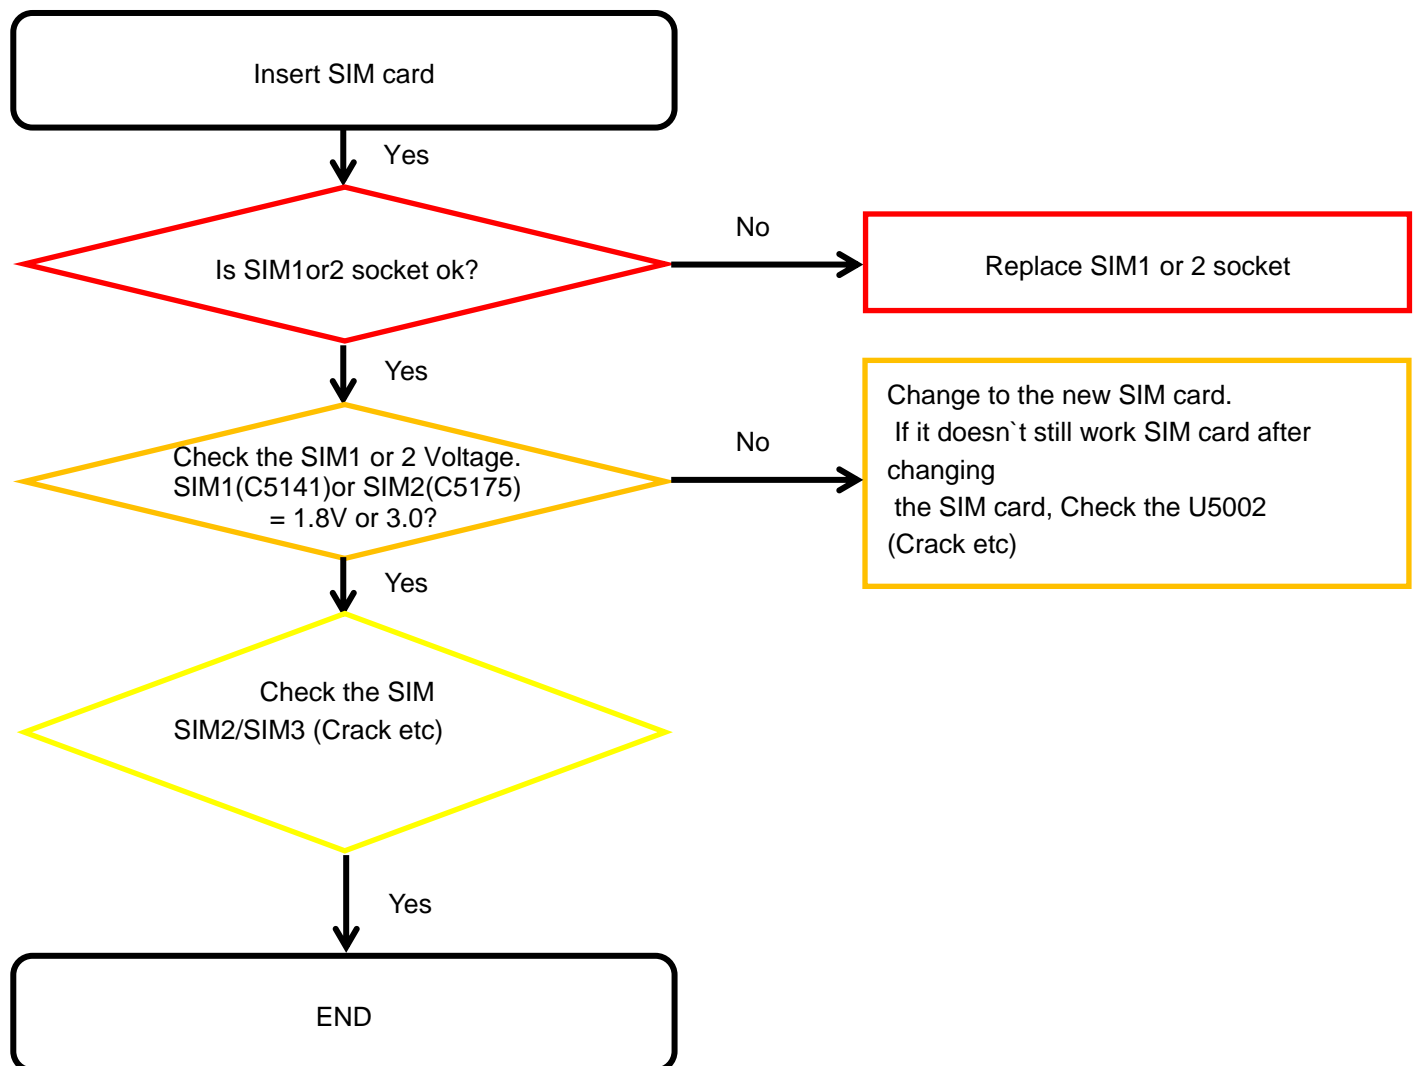 Insert SIM card
Yes
Is SIM1or2 socket ok?
No
Replace SIM1 or 2 socket
Yes
Check the SIM1 or 2 Voltage.
SIM1(C5141)or SIM2(C5175)
= 1.8V or 3.0?
No
Change to the new SIM card.
If it doesn`t still work SIM card after
changing
the SIM card, Check the U5002
(Crack etc)
Yes
Check the SIM
SIM2/SIM3 (Crack etc)
Yes
END